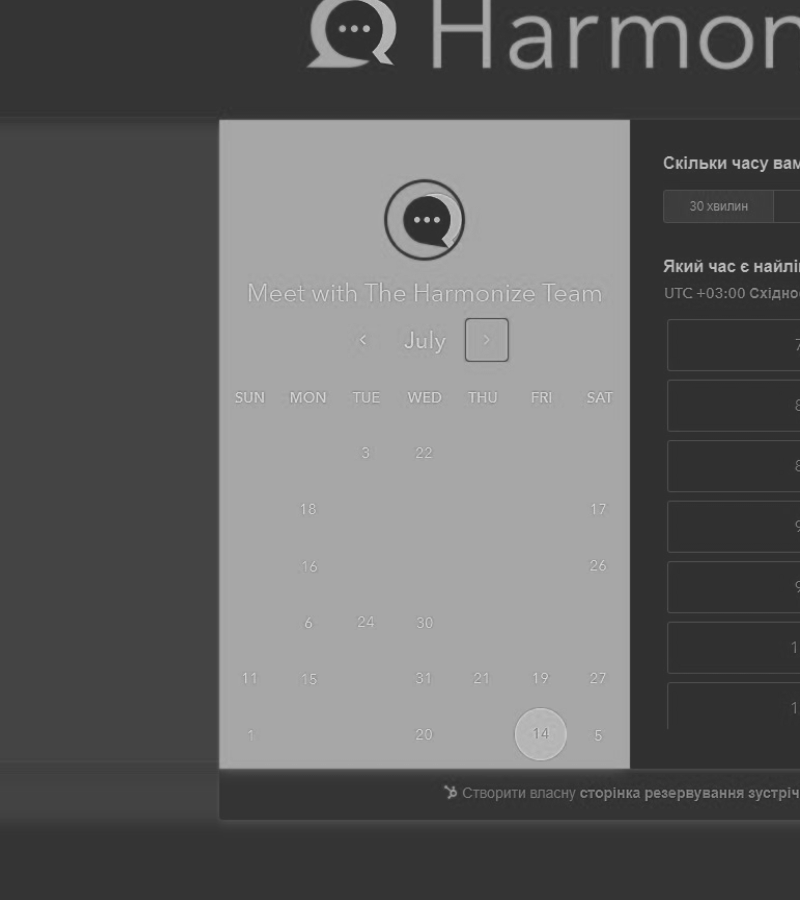 Harmon
Meet with The Harmonize Team
July
SUN MON TUE WED THU FRI SAT
3 22
18 17
16 26
6 24 30
11 15 31 21 19 27
1 20 14 5
Скільки часу вам
30 хвилин
Який час є найлі
UTC +03:00 Східно
7
8
8
9
9
1
1
Створити власну сторінка резервування зустріч